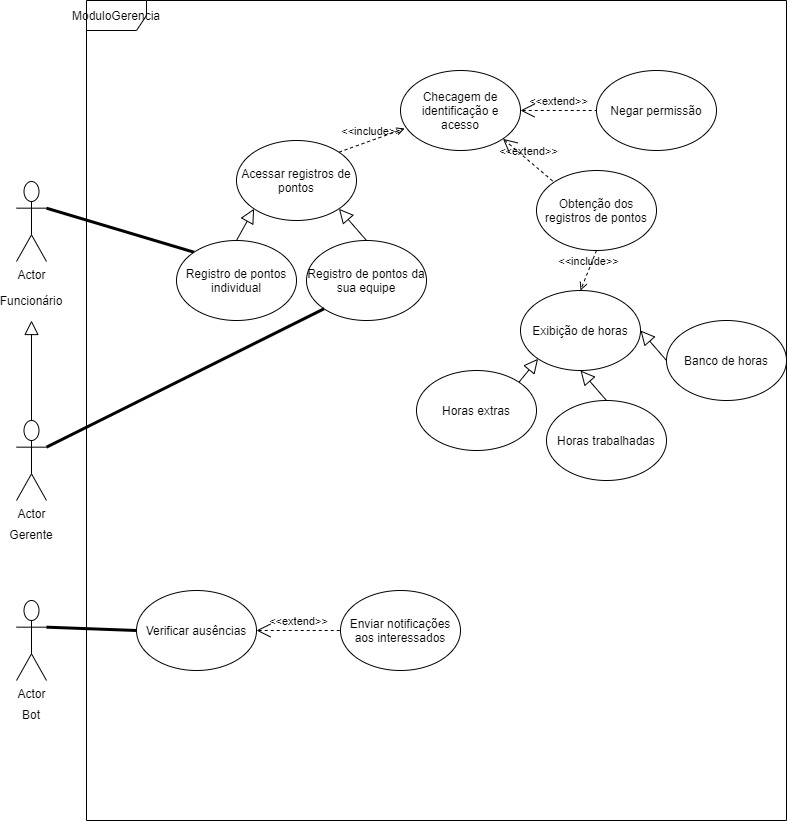 ModuloGerencia
Checagem de
identificação e
acesso
<<extend>>
Negar permissão
<<include>>
<<extend>>
Acessar registros de
pontos
Obtenção dos
registros de pontos
Actor
Funcionário
Registro de pontos
individual
Registro de pontos da
sua equipe
<<include>>
Exibição de horas
Banco de horas
Horas extras
Horas trabalhadas
Actor
Gerente
Verificar ausências
<<extend>>
Enviar notificações
aos interessados
Actor
Bot